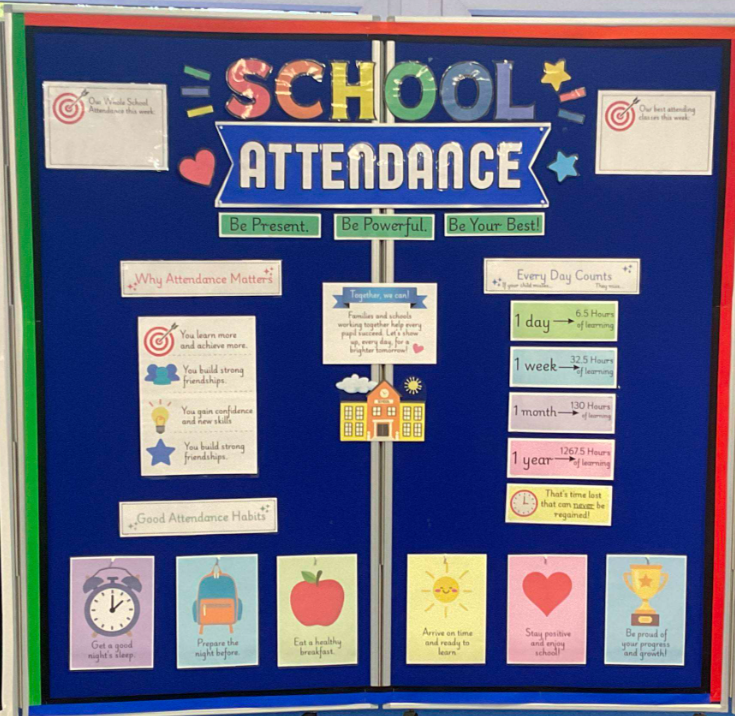 SCHOOL
ATTENDANCE
Our Whole School
Attendance this week:
Our best attending
classes this week:
Be Present.
Be Powerful.
Be Your Best!
Why Attendance Matters
You learn more
and achieve more.
You build strong
friendships.
You gain confidence
and new skills
You build strong
friendships.
Together, we can!
Families and schools
working together help every
pupil succeed. Let's show
up, every day, for a
brighter tomorrow!
Every Day Counts
If your child misses... They miss...
1 day 6.5 Hours
of learning
1 week 32.5 Hours
of learning
1 month 130 Hours
of learning
1 year 1267.5 Hours
of learning
That's time lost
that can never be
regained!
Good Attendance Habits
Get a good
night's sleep.
Prepare the
night before.
Eat a healthy
breakfast.
Arrive on time
and ready to
learn.
Stay positive
and enjoy
school!
Be proud of
your progress
and growth!